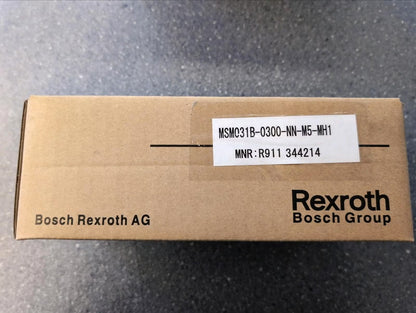 MSM031B-0300-NN-M5-MH1
MNR: R911 344214
Rexroth
Bosch Group
Bosch Rexroth AG